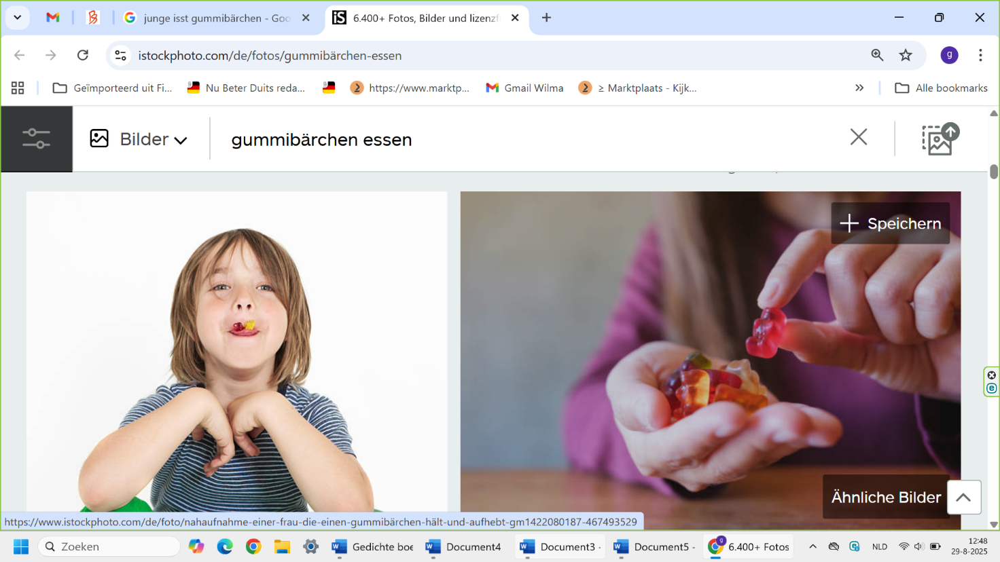 junge isst gummibärchen - Goo
6.400+ Fotos, Bilder und lizenzf
istockphoto.com/de/fotos/gummibärchen-essen
g
Geïmporteerd uit Fi...
Nu Beter Duits reda...
https://www.marktp...
Gmail Wilma
≥ Marktplaats - Kijk...
Alle bookmarks
Bilder
gummibärchen essen
Speichern
Ähnliche Bilder
https://www.istockphoto.com/de/foto/nahaufnahme-einer-frau-die-einen-gummibärchen-hält-und-aufhebt-gm1422080187-467493529
Zoeken
Gedichte boe
Document4
Document3 -
Document5 -
6.400+ Fotos
NLD
12:48
29-8-2025